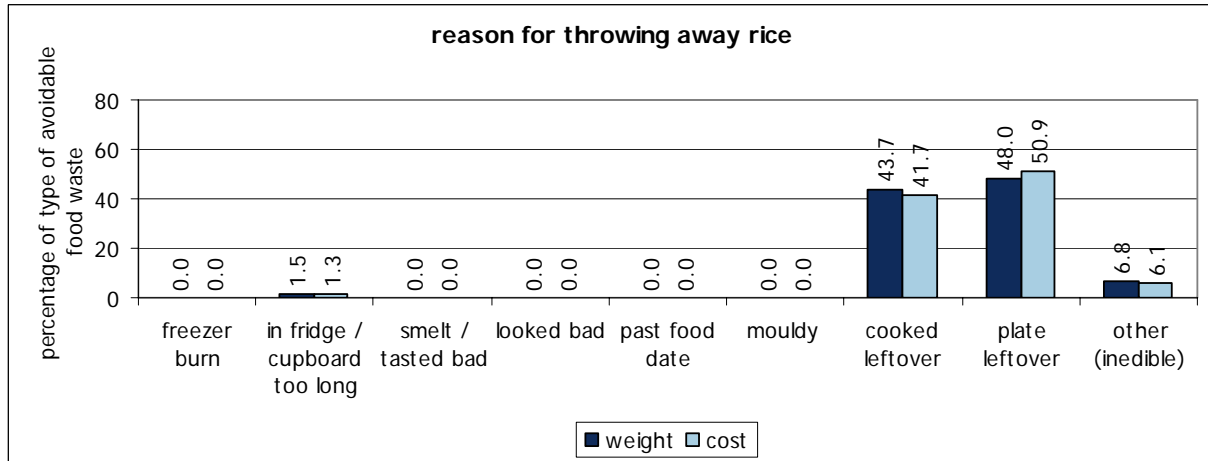 reason for throwing away rice
percentage of type of avoidable
food waste
80
60
40
20
0
0.0
0.0
1.5
1.3
0.0
0.0
0.0
0.0
0.0
0.0
0.0
0.0
43.7
41.7
48.0
50.9
6.8
6.1
freezer
burn
in fridge /
cupboard
too long
smelt /
tasted bad
looked bad
past food
date
mouldy
cooked
leftover
plate
leftover
other
(inedible)
weight
cost